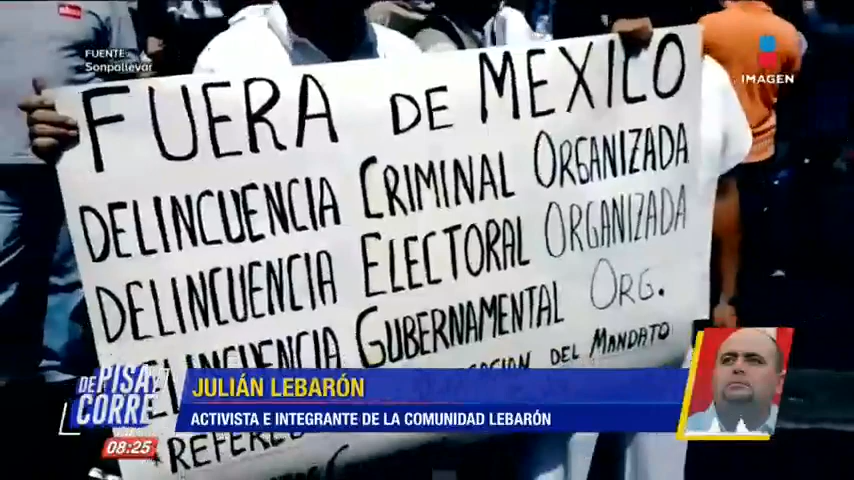 FUENTE:
Sonpallevar
IMAGEN
FUERA DE MEXICO
DELINCUENCIA CRIMINAL ORGANIZADA
DELINCUENCIA ELECTORAL ORGANIZADA
DELINCUENCIA GUBERNAMENTAL ORG.
DEL MANDATO
DE PISA Y CORRE
JULIÁN LEBARÓN
ACTIVISTA E INTEGRANTE DE LA COMUNIDAD LEBARÓN
08:25